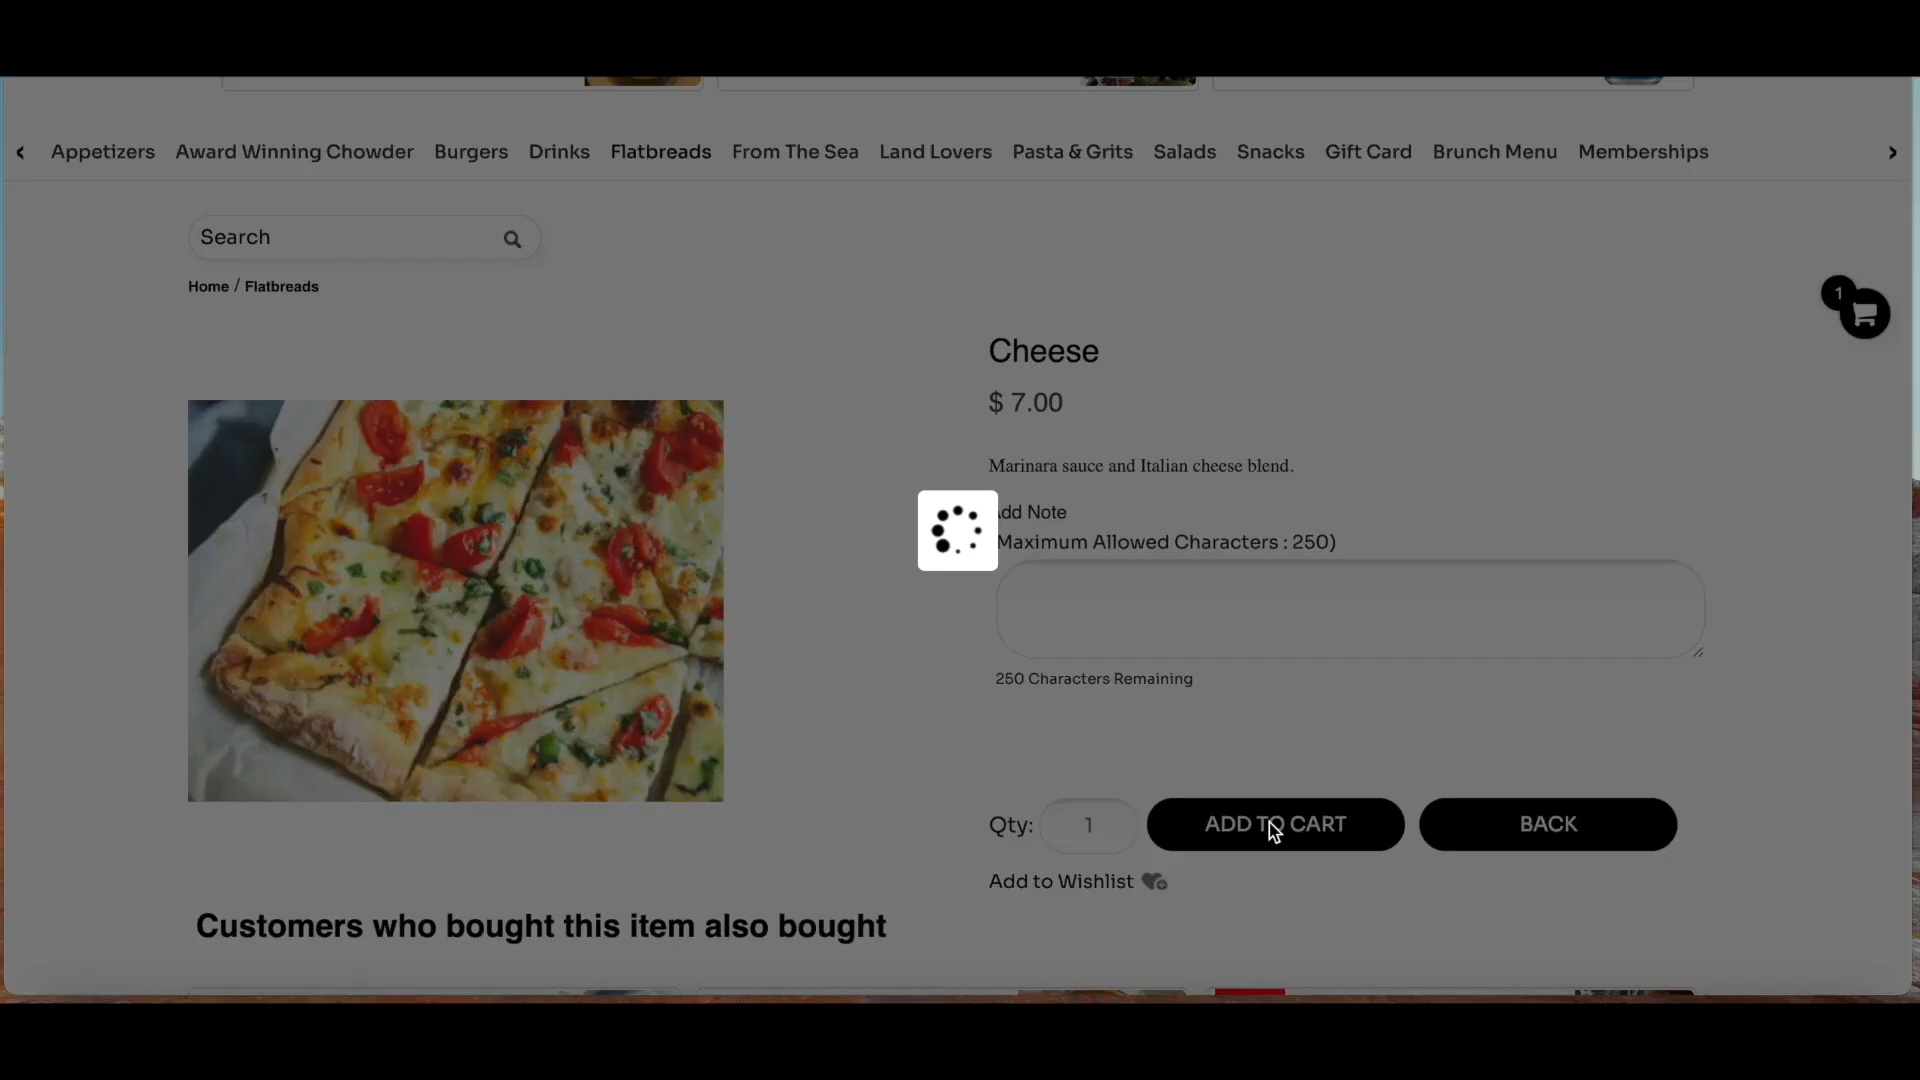 Appetizers Award Winning Chowder Burgers Drinks Flatbreads From The Sea Land Lovers Pasta & Grits Salads Snacks Gift Card Brunch Menu Memberships
Search
Home / Flatbreads
1
Cheese
$ 7.00
Marinara sauce and Italian cheese blend.
dd Note
Maximum Allowed Characters : 250)
250 Characters Remaining
Qty: 1 ADD TO CART BACK
Add to Wishlist
Customers who bought this item also bought